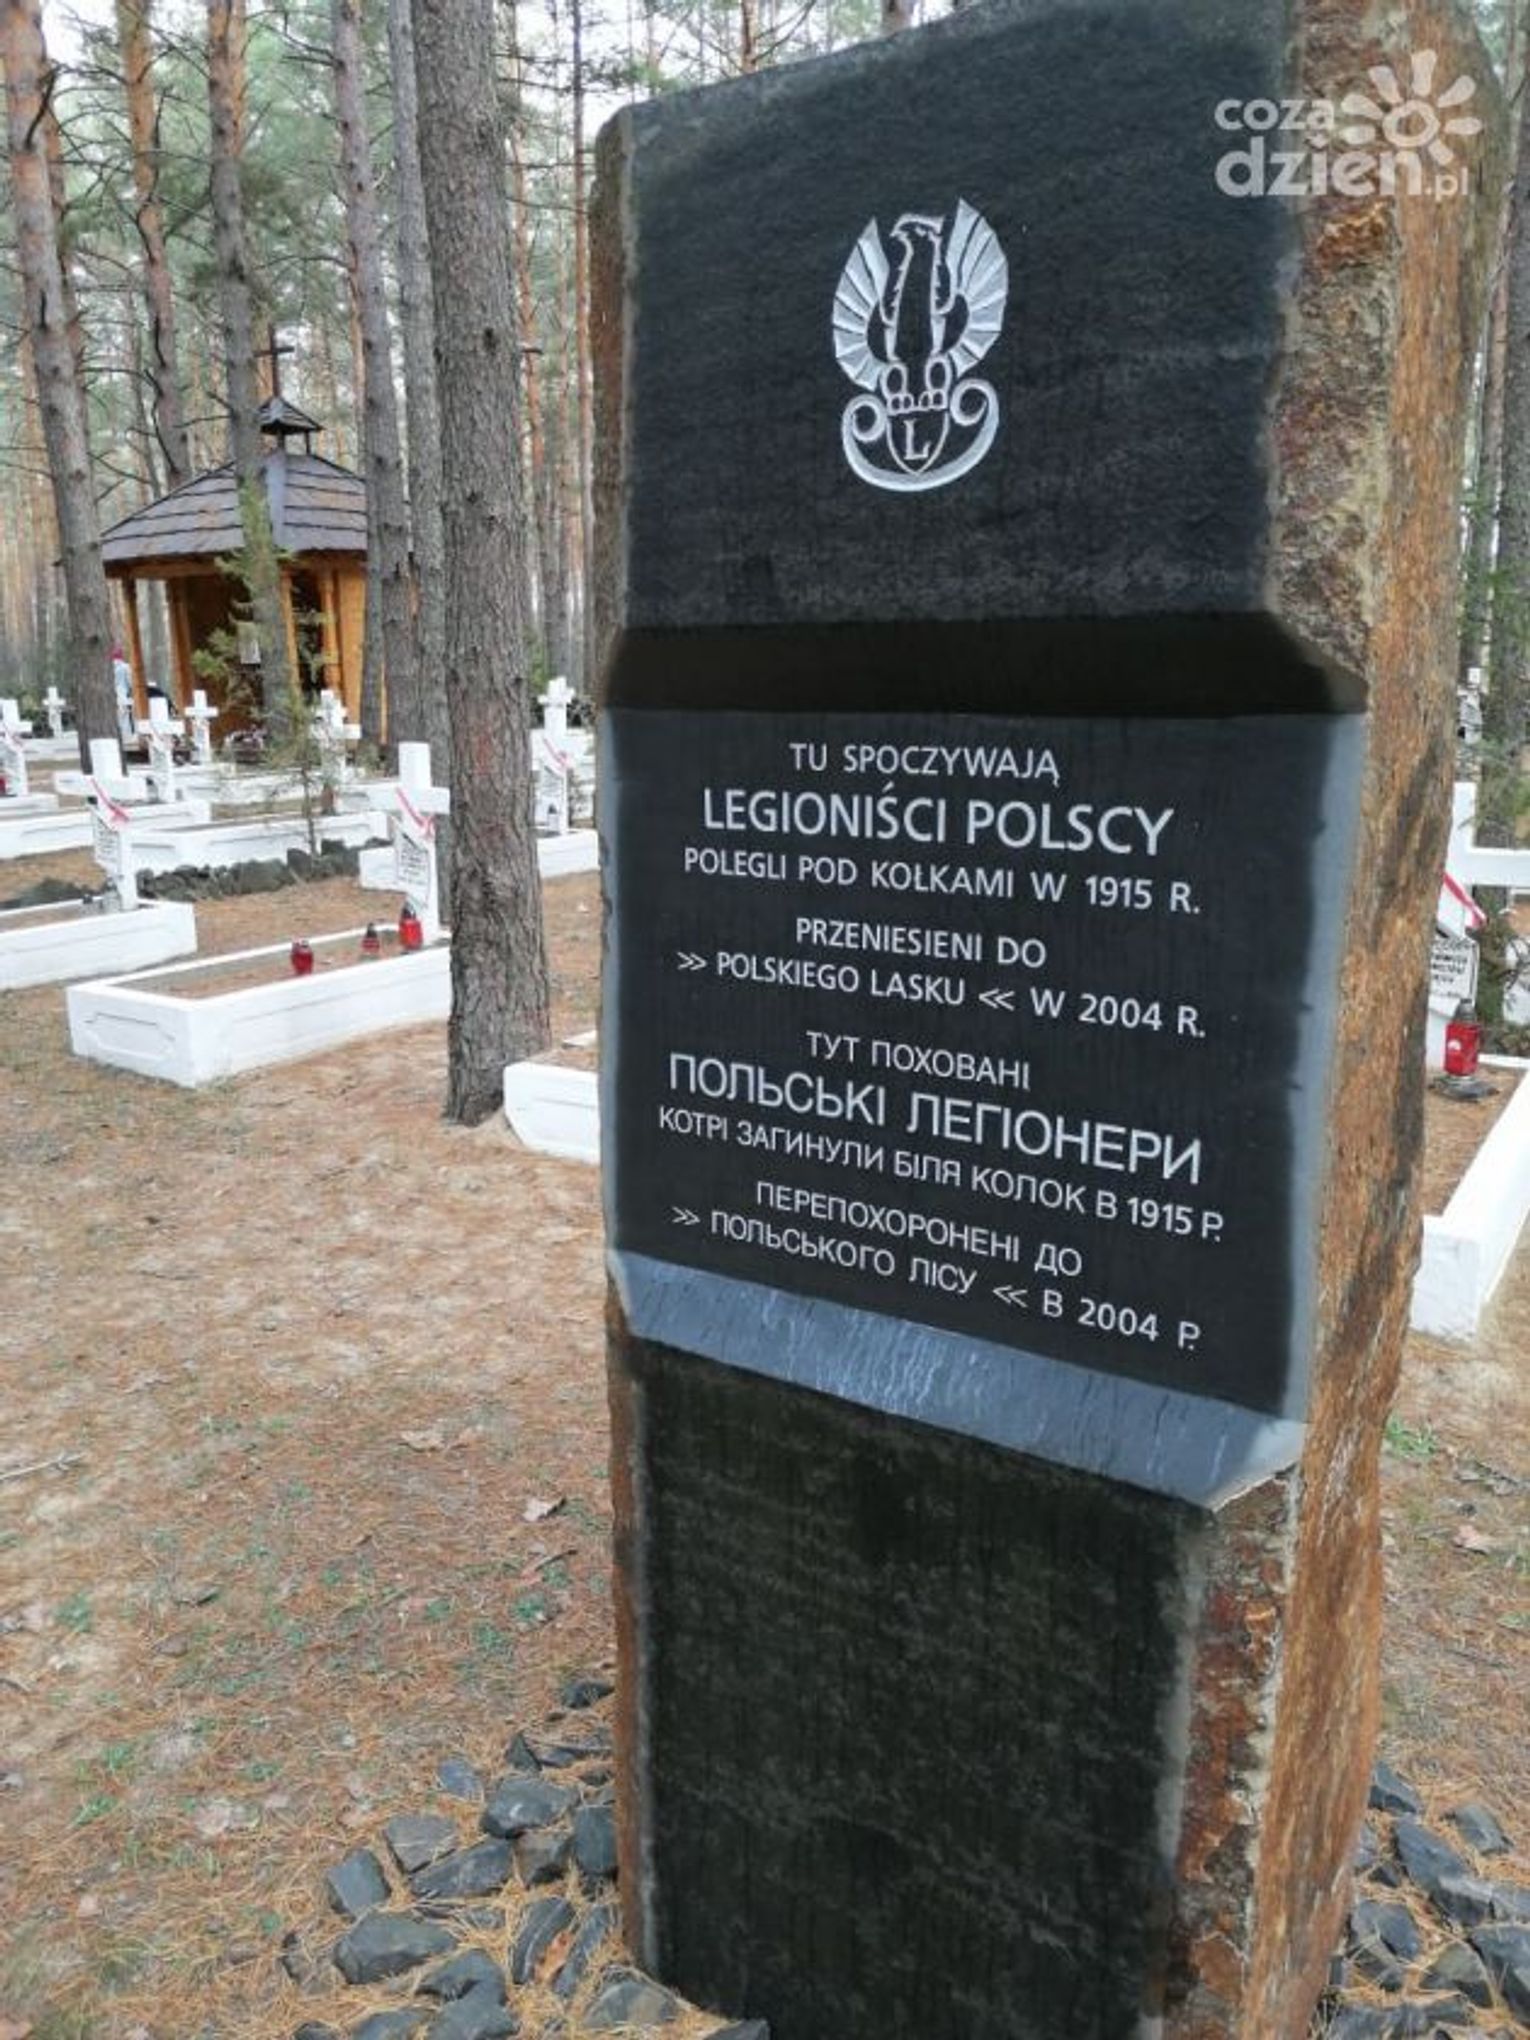 coza
dzień.pl
L
TU SPOCZYWAJĄ
LEGIONIŚCI POLSCY
POLEGLI POD KOŁKAMI W 1915 R.
PRZENIESIENI DO
» POLSKIEGO LASKU « W 2004 R.
ТУТ ПОХОВАНІ
ПОЛЬСЬКІ ЛЕГІОНЕРИ
КОТРІ ЗАГИНУЛИ БІЛЯ КОЛОК В 1915 Р.
ПЕРЕПОХОРОНЕНІ ДО
» ПОЛЬСЬКОГО ЛІСУ « В 2004 Р.